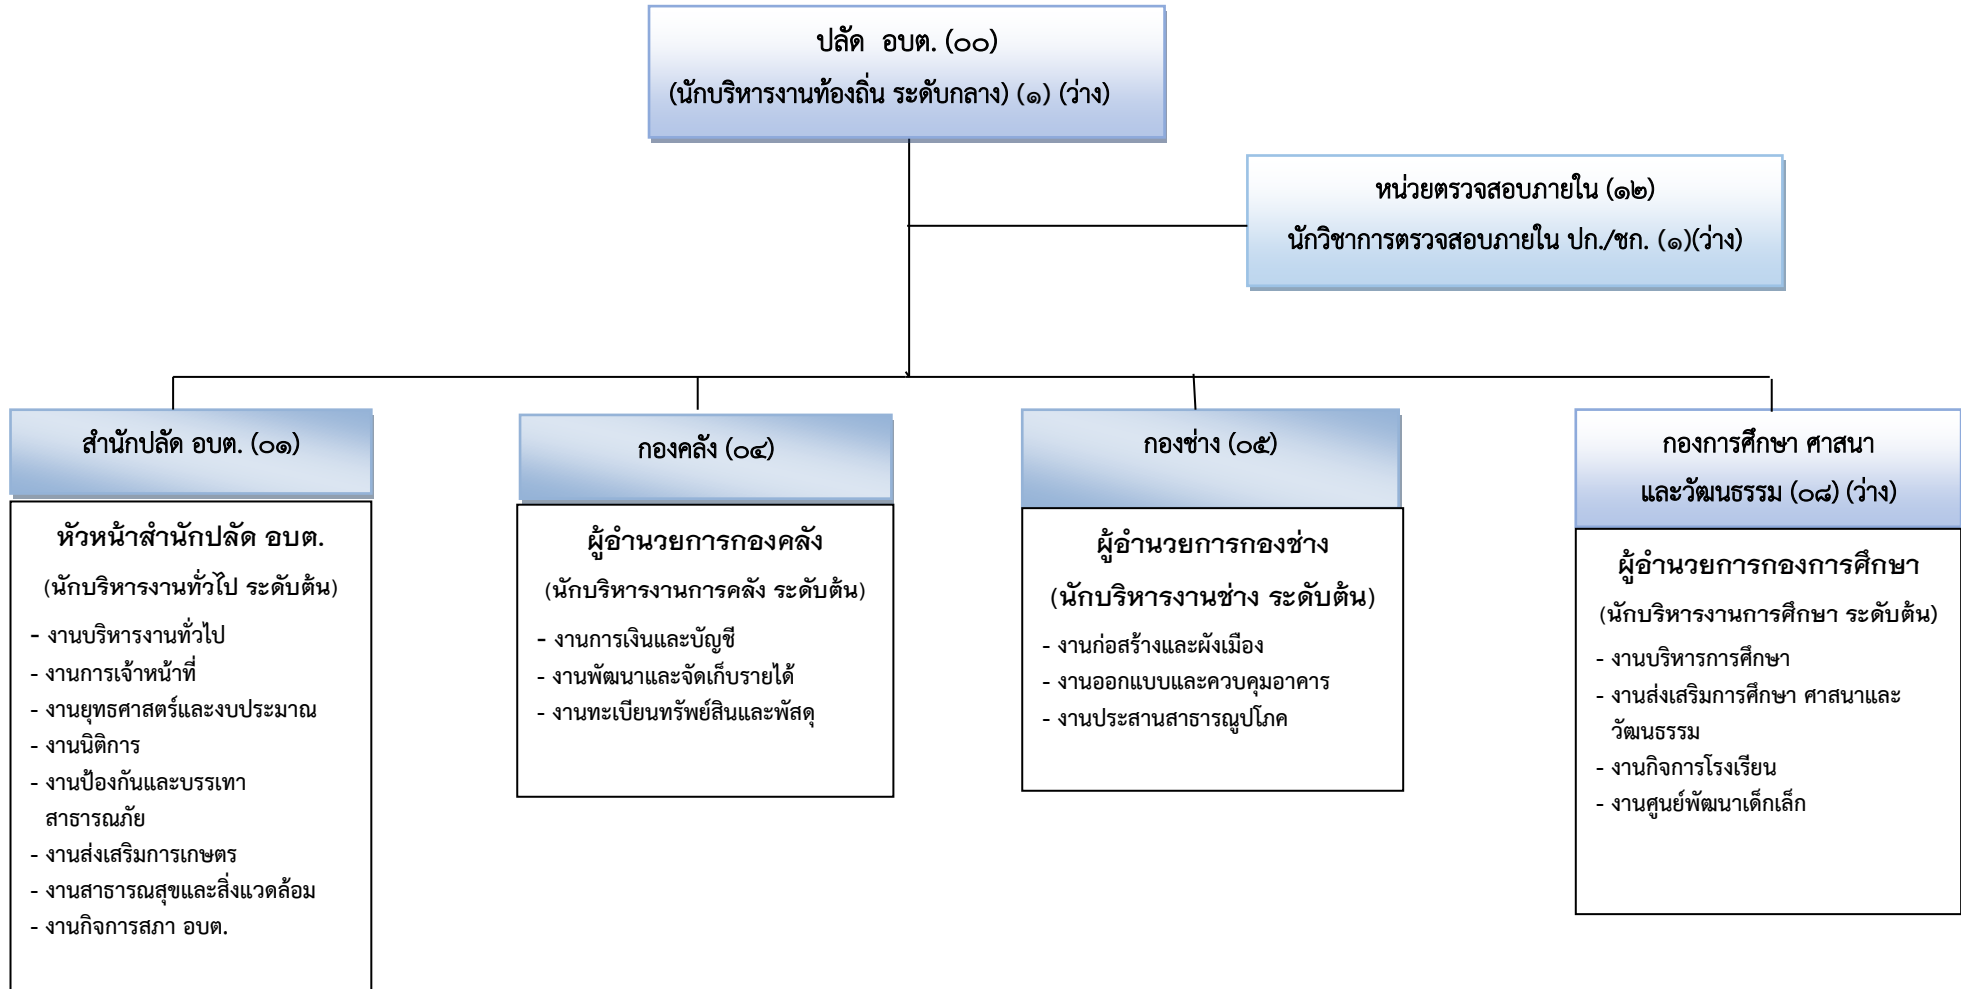 ปลัด อบต. (๐๐)
(นักบริหารงานท้องถิ่น ระดับกลาง) (๑) (ว่าง)
หน่วยตรวจสอบภายใน (๑๒)
นักวิชาการตรวจสอบภายใน ปก./ชก. (๑)(ว่าง)
สำนักปลัด อบต. (๐๑)
หัวหน้าสำนักปลัด อบต.
(นักบริหารงานทั่วไป ระดับต้น)
- งานบริหารงานทั่วไป
- งานการเจ้าหน้าที่
- งานยุทธศาสตร์และงบประมาณ
- งานนิติการ
- งานป้องกันและบรรเทา
สาธารณภัย
- งานส่งเสริมการเกษตร
- งานสาธารณสุขและสิ่งแวดล้อม
- งานกิจการสภา อบต.
กองคลัง (๐๔)
ผู้อำนวยการกองคลัง
(นักบริหารงานการคลัง ระดับต้น)
- งานการเงินและบัญชี
- งานพัฒนาและจัดเก็บรายได้
- งานทะเบียนทรัพย์สินและพัสดุ
กองช่าง (๐๕)
ผู้อำนวยการกองช่าง
(นักบริหารงานช่าง ระดับต้น)
- งานก่อสร้างและผังเมือง
- งานออกแบบและควบคุมอาคาร
- งานประสานสาธารณูปโภค
กองการศึกษา ศาสนา
และวัฒนธรรม (๐๘) (ว่าง)
ผู้อำนวยการกองการศึกษา
(นักบริหารงานการศึกษา ระดับต้น)
- งานบริหารการศึกษา
- งานส่งเสริมการศึกษา ศาสนาและ
วัฒนธรรม
- งานกิจการโรงเรียน
- งานศูนย์พัฒนาเด็กเล็ก